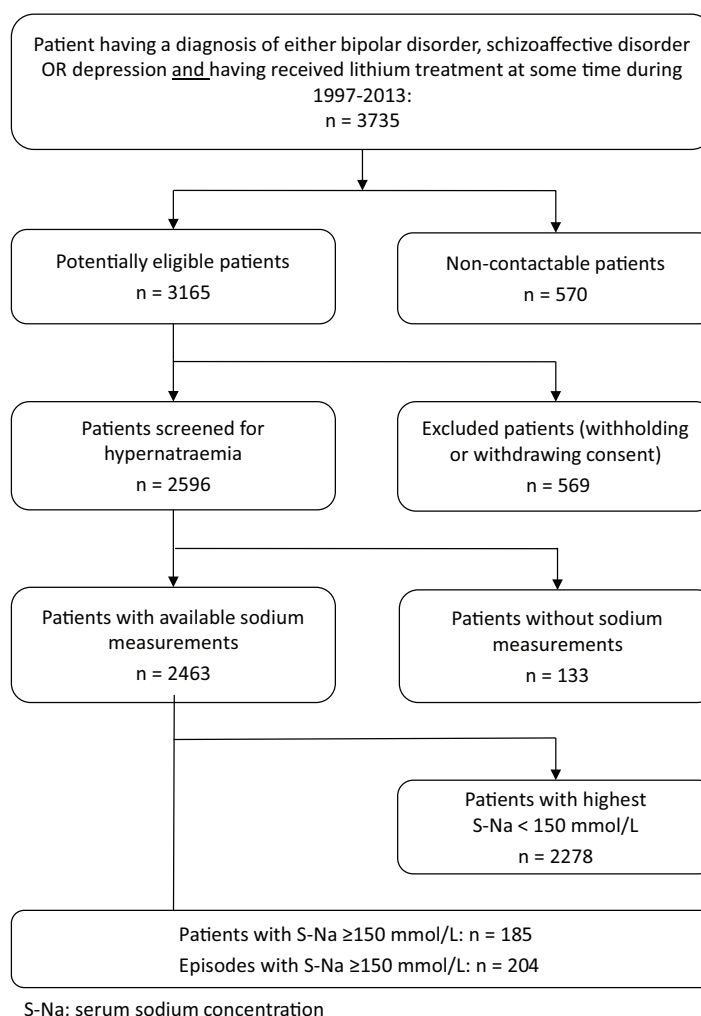 Patient having a diagnosis of either bipolar disorder, schizoaffective disorder
OR depression and having received lithium treatment at some time during
1997-2013:
n = 3735
Potentially eligible patients
n = 3165
Non-contactable patients
n = 570
Patients screened for
hypernatraemia
n = 2596
Excluded patients (withholding
or withdrawing consent)
n = 569
Patients with available sodium
measurements
n = 2463
Patients without sodium
measurements
n = 133
Patients with highest
S-Na < 150 mmol/L
n = 2278
Patients with S-Na ≥150 mmol/L: n = 185
Episodes with S-Na ≥150 mmol/L: n = 204
S-Na: serum sodium concentration